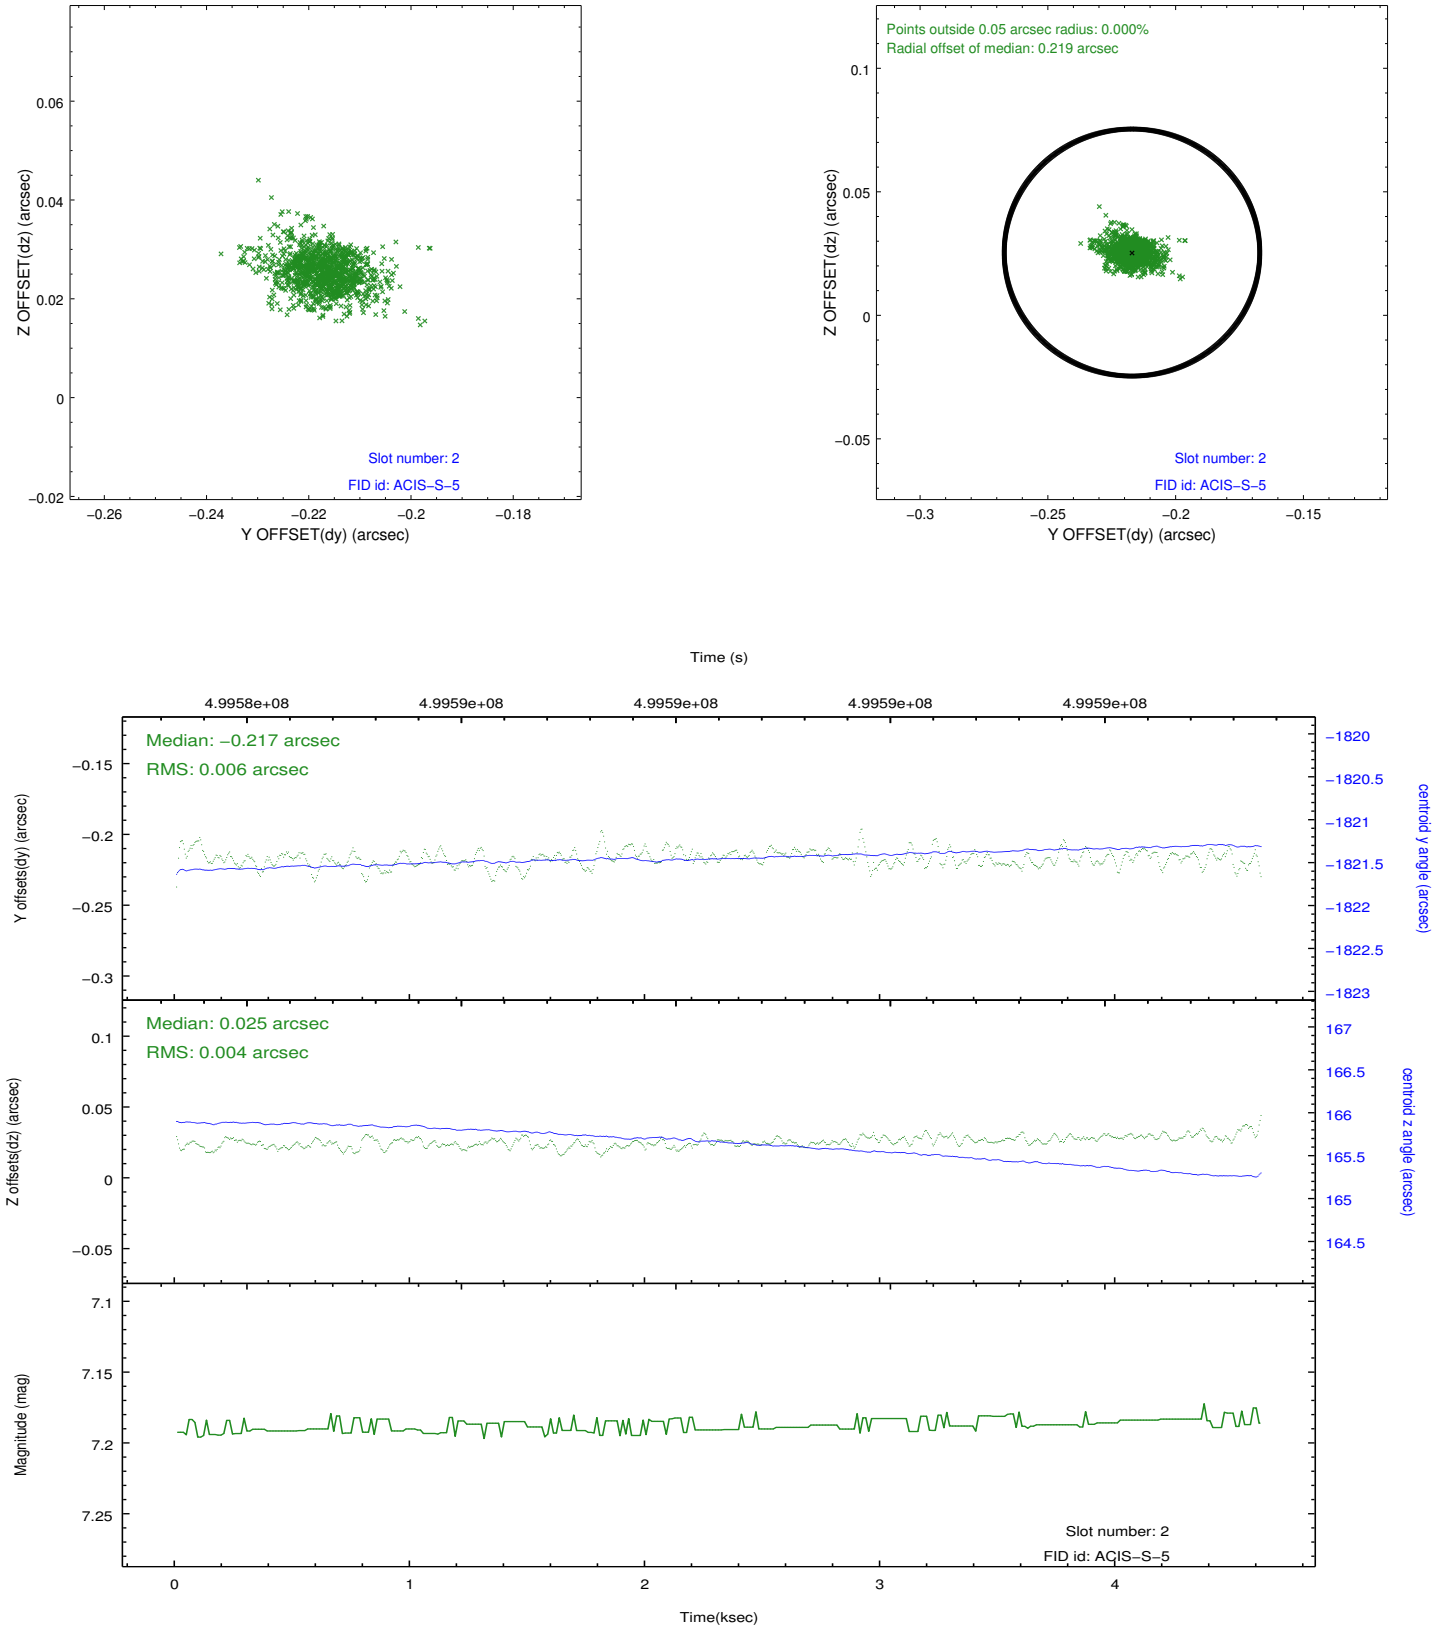 0.06
0.04
0.02
0
−0.02
−0.26
−0.24
−0.22
−0.2
−0.18
Z OFFSET(dz) (arcsec)
Y OFFSET(dy) (arcsec)
Slot number: 2
FID id: ACIS−S−5
Points outside 0.05 arcsec radius: 0.000%
Radial offset of median: 0.219 arcsec
0.1
0.05
0
−0.05
−0.3
−0.25
−0.2
−0.15
Z OFFSET(dz) (arcsec)
Y OFFSET(dy) (arcsec)
Slot number: 2
FID id: ACIS−S−5
Time (s)
4.9958e+08
4.9959e+08
4.9959e+08
4.9959e+08
4.9959e+08
Median: −0.217 arcsec
RMS: 0.006 arcsec
−0.15
−0.2
−0.25
−0.3
Y offsets(dy) (arcsec)
−1820
−1820.5
−1821
−1821.5
−1822
−1822.5
−1823
centroid y angle (arcsec)
Median: 0.025 arcsec
RMS: 0.004 arcsec
0.1
0.05
0
−0.05
Z offsets(dz) (arcsec)
167
166.5
166
165.5
165
164.5
centroid z angle (arcsec)
7.1
7.15
7.2
7.25
Magnitude (mag)
Slot number: 2
FID id: ACIS−S−5
0
1
2
3
4
Time(ksec)